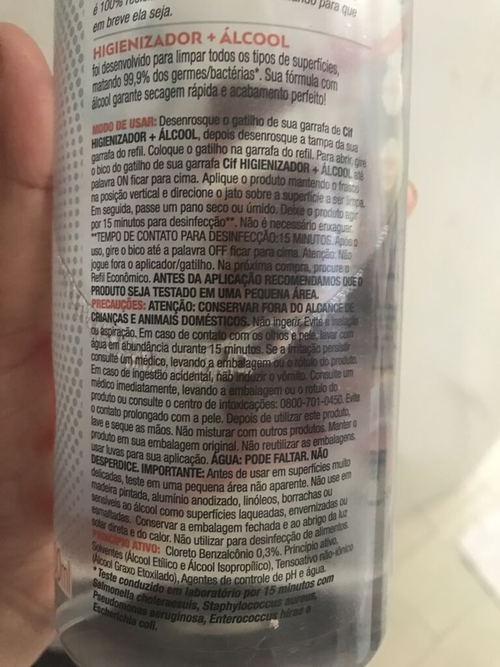 é 100% para que
em breve ela seja.
HIGIENIZADOR + ÁLCOOL
foi desenvolvido para limpar todos os tipos de superfícies,
matando 99,9% dos germes/bactérias*. Sua fórmula com
álcool garante secagem rápida e acabamento perfeito!
MODO DE USAR: Desenrosque o gatilho de sua garrafa de Cif
HIGIENIZADOR + ÁLCOOL, depois desenrosque a tampa da sua
garrafa do refil. Coloque o gatilho na garrafa do refil. Para abrir, gire
o bico do gatilho de sua garrafa Cif HIGIENIZADOR + ÁLCOOL até
palavra ON ficar para cima. Aplique o produto mantendo o frasco
na posição vertical e direcione o jato sobre a superfície a ser limpa.
Em seguida, passe um pano seco ou úmido. Deixe o produto agir
por 15 minutos para desinfecção**. Não é necessário enxaguar.
**TEMPO DE CONTATO PARA DESINFECÇÃO:15 MINUTOS. Após o
uso, gire o bico até a palavra OFF ficar para cima. Atenção: Não
jogue fora o aplicador/gatilho. Na próxima compra, procure o
Refil Econômico. ANTES DA APLICAÇÃO RECOMENDAMOS QUE O
PRODUTO SEJA TESTADO EM UMA PEQUENA ÁREA.
PRECAUÇÕES: ATENÇÃO: CONSERVAR FORA DO ALCANCE DE
CRIANÇAS E ANIMAIS DOMÉSTICOS. Não ingerir. Evite a inalação
ou aspiração. Em caso de contato com os olhos e pele, lavar com
água em abundância durante 15 minutos. Se a irritação persistir
consulte um médico, levando a embalagem ou o rótulo do produto.
Em caso de ingestão acidental, não induzir o vômito. Consulte um
médico imediatamente, levando a embalagem ou o rótulo do
produto ou consulte o centro de intoxicações: 0800-701-0450. Evite
o contato prolongado com a pele. Depois de utilizar este produto,
lave e seque as mãos. Não misturar com outros produtos. Manter o
produto em sua embalagem original. Não reutilizar as embalagens.
usar luvas para sua aplicação. ÁGUA: PODE FALTAR. NÃO
DESPERDICE. IMPORTANTE: Antes de usar em superfícies muito
delicadas, teste em uma pequena área não aparente. Não use em
madeira pintada, alumínio anodizado, linóleos, borrachas ou
sensíveis ao álcool como superfícies laqueadas, envernizadas ou
esmaltadas. Conservar a embalagem fechada e ao abrigo da luz
solar direta e do calor. Não utilizar para desinfecção de alimentos.
PRINCÍPIO ATIVO: Cloreto Benzalcônio 0,3%. Princípio ativo,
Solventes (Álcool Etílico e Álcool Isopropílico), Tensoativo não-iônico
(Álcool Graxo Etoxilado), Agentes de controle de pH e água.
* Teste conduzido em laboratório por 15 minutos com
Salmonella choleraesuis, Staphylococcus aureus,
Pseudomonas aeruginosa, Enterococcus hirae e
Escherichia coli.